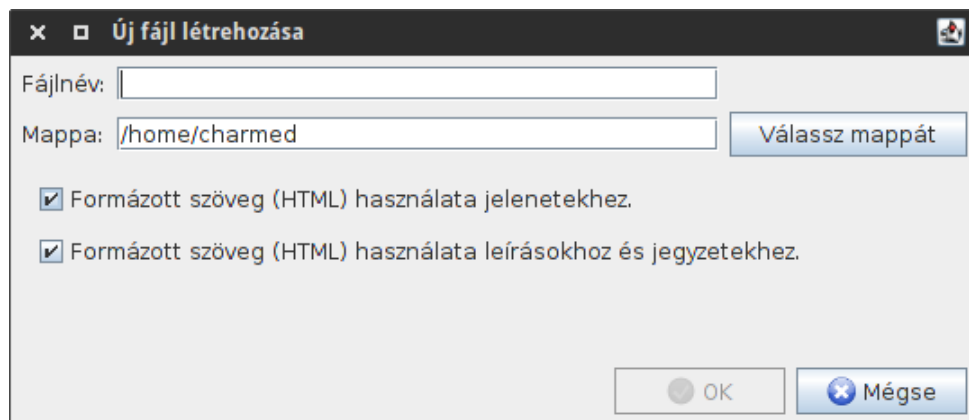 Új fájl létrehozása
Fájlnév:
Mappa: /home/charmed Válassz mappát
Formázott szöveg (HTML) használata jelenetekhez.
Formázott szöveg (HTML) használata leírásokhoz és jegyzetekhez.
OK Mégse